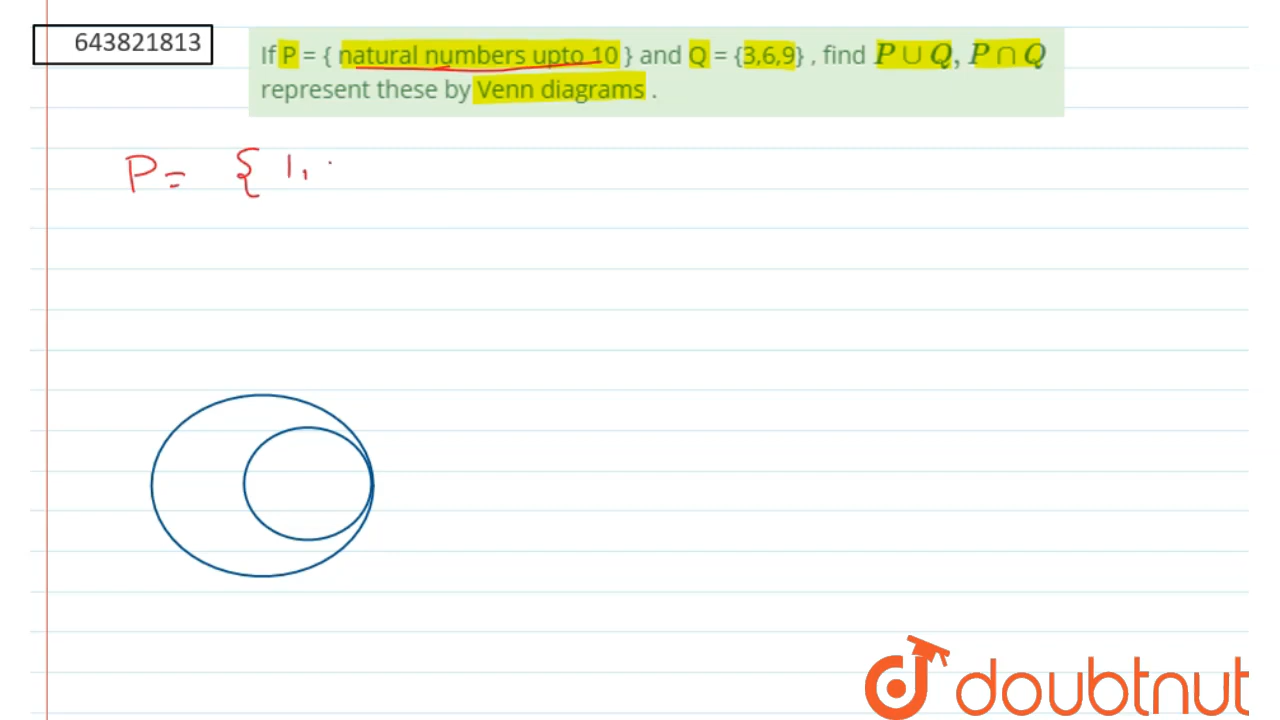 643821813
If P = { natural numbers upto 10 } and Q = {3,6,9} , find P ∪ Q, P ∩ Q
represent these by Venn diagrams .
P = { 1,
doubtnut